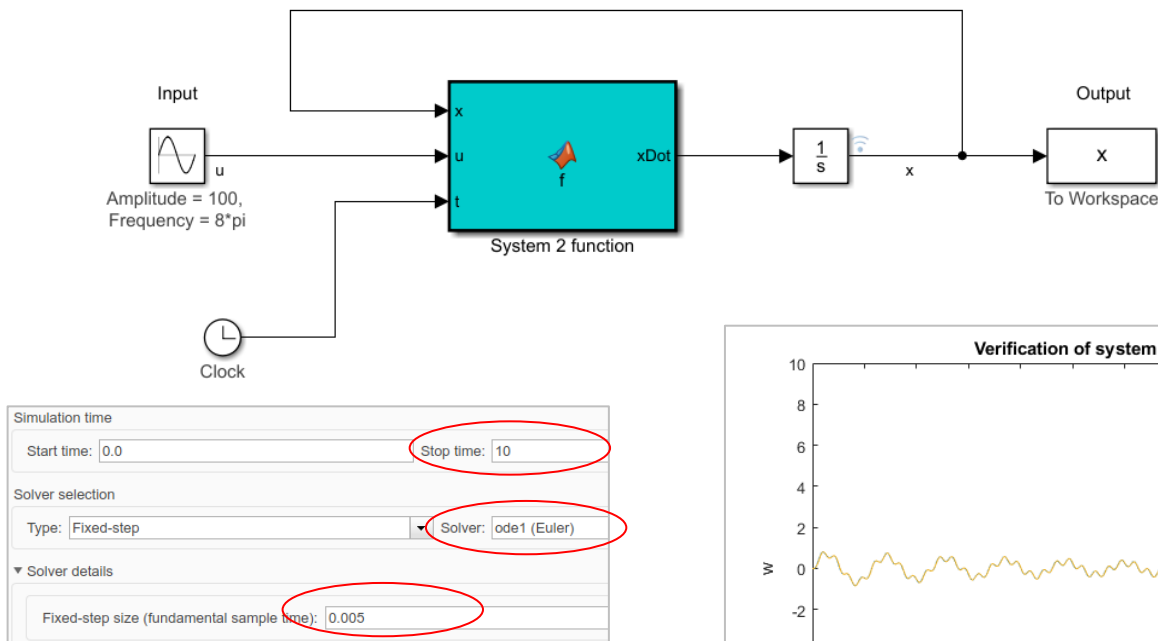 Input
Output
x
u
t
xDot
f
u
1
s
x
x
Amplitude = 100,
Frequency = 8*pi
To Workspace
System 2 function
Clock
Verification of system
10
8
6
4
2
0
-2
w
Simulation time
Start time: 0.0 Stop time: 10
Solver selection
Type: Fixed-step Solver: ode1 (Euler)
Solver details
Fixed-step size (fundamental sample time): 0.005